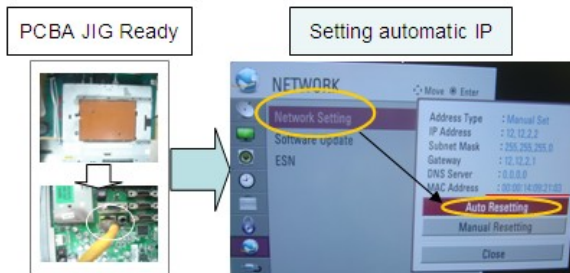 PCBA JIG Ready
Setting automatic IP
NETWORK
Move Enter
Network Setting
Software Update
ESN
Address Type : Manual Set
IP Address : 12.12.2.2
Subnet Mask : 255.255.255.0
Gateway : 12.12.2.1
DNS Server : 0.0.0.0
MAC Address : 00:00:14:09:21:03
Auto Resetting
Manual Resetting
Close